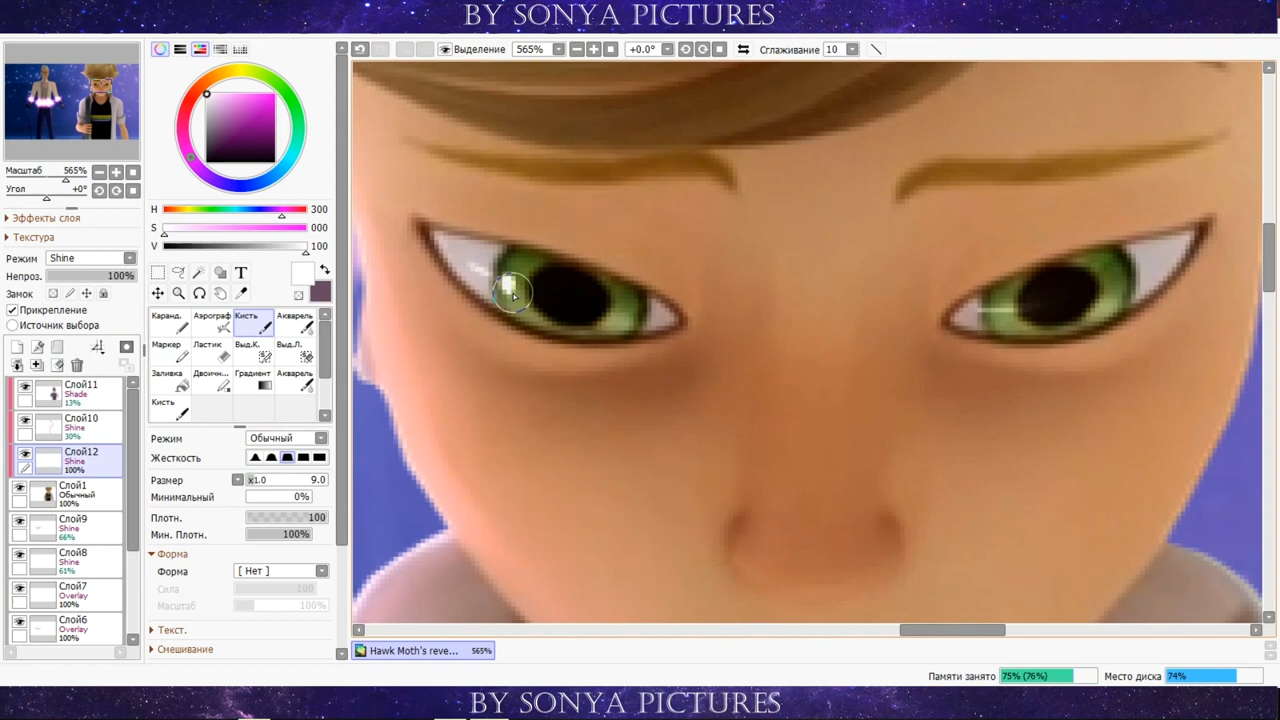 BY SONYA PICTURES
Выделение 565% +0.0° Сглаживание 10
Масштаб 565%
Угол +0°
Эффекты слоя
Текстура
Режим Shine
Непроз. 100%
Замок
Прикрепление
Источник выбора
Слой11
Shade
13%
Слой10
Shine
30%
Слой12
Shine
100%
Слой1
Обычный
100%
Слой9
Shine
66%
Слой8
Shine
61%
Слой7
Overlay
100%
Слой6
Overlay
100%
H 300
S 000
V 100
T
Каранд. Аэрограф Кисть Акварель
Маркер Ластик Выд.К. Выд.Л.
Заливка Двоичн... Градиент Акварель
Кисть
Режим Обычный
Жесткость
Размер x1.0 9.0
Минимальный 0%
Плотн. 100
Мин. Плотн. 100%
Форма
Форма [ Нет ]
Сила 100
Масштаб 100%
Текст.
Смешивание
Hawk Moth's reve... 565%
Памяти занято 75% (76%) Место диска 74%
BY SONYA PICTURES